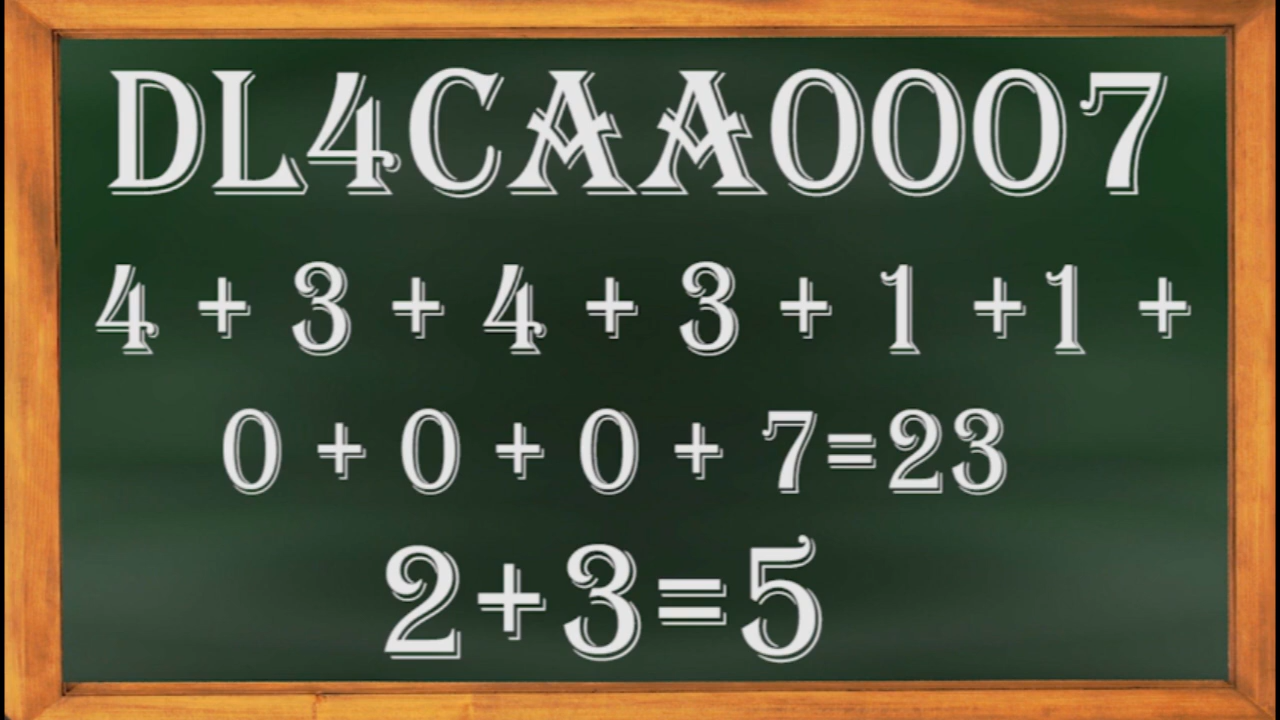 DL4CAA0007
4 + 3 + 4 + 3 + 1 +1 +
0 + 0 + 0 + 7=23
2+3=5